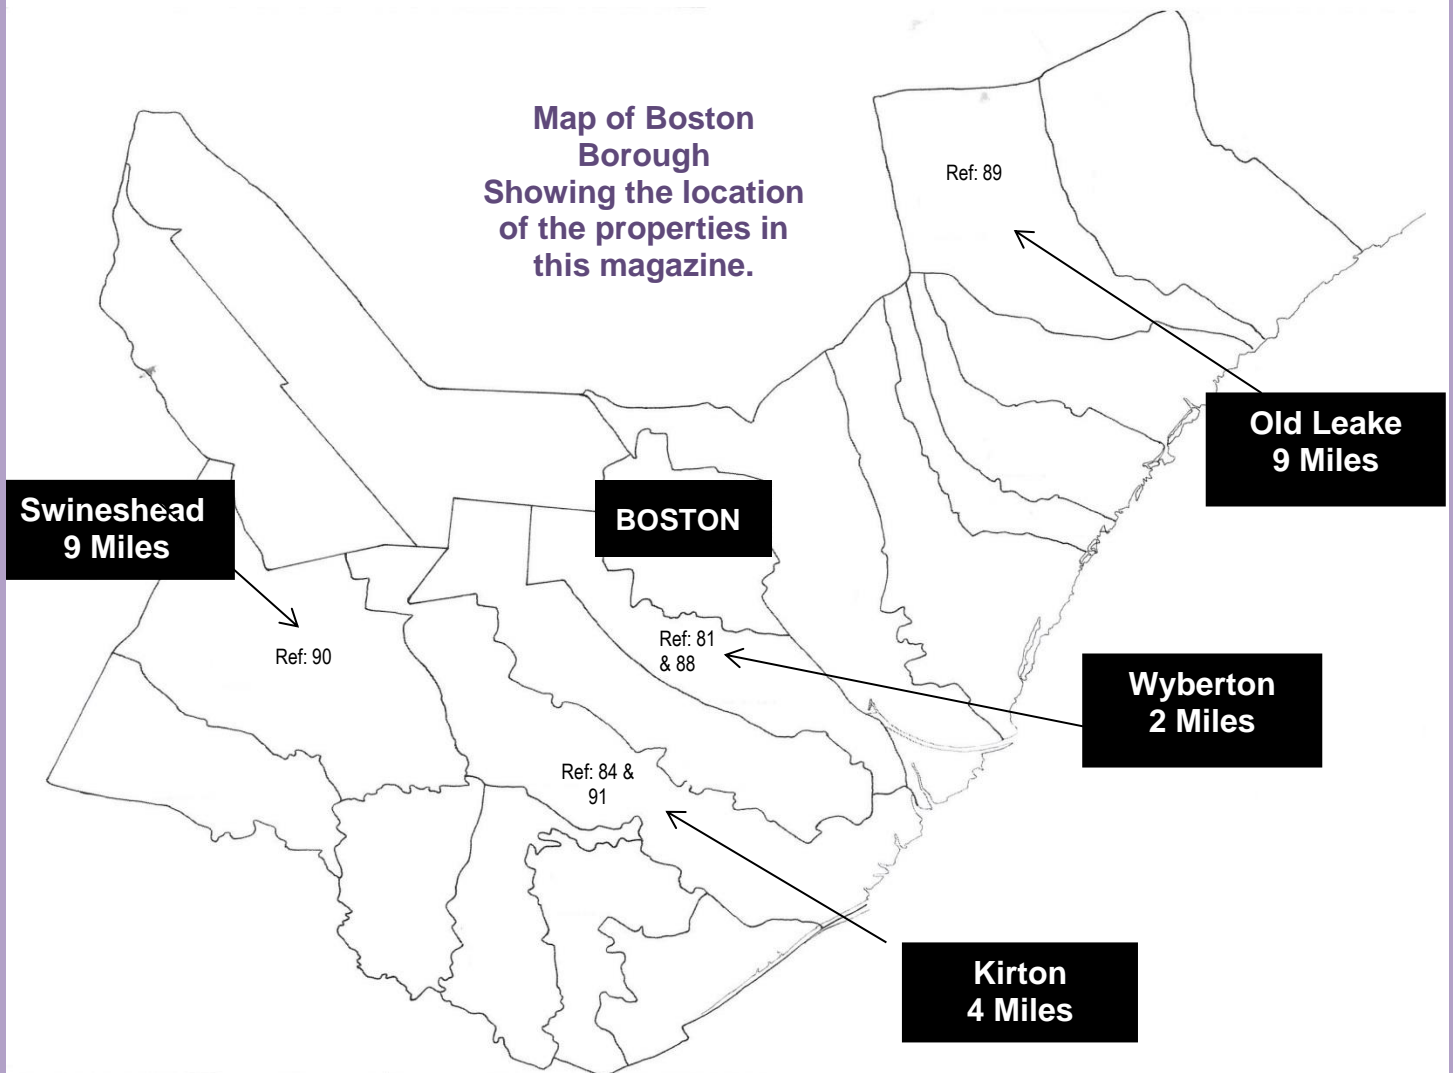 Map of Boston
Borough
Showing the location
of the properties in
this magazine.
Ref: 89
Old Leake
9 Miles
Swineshead
9 Miles
BOSTON
Ref: 90
Ref: 81
& 88
Wyberton
2 Miles
Ref: 84 &
91
Kirton
4 Miles